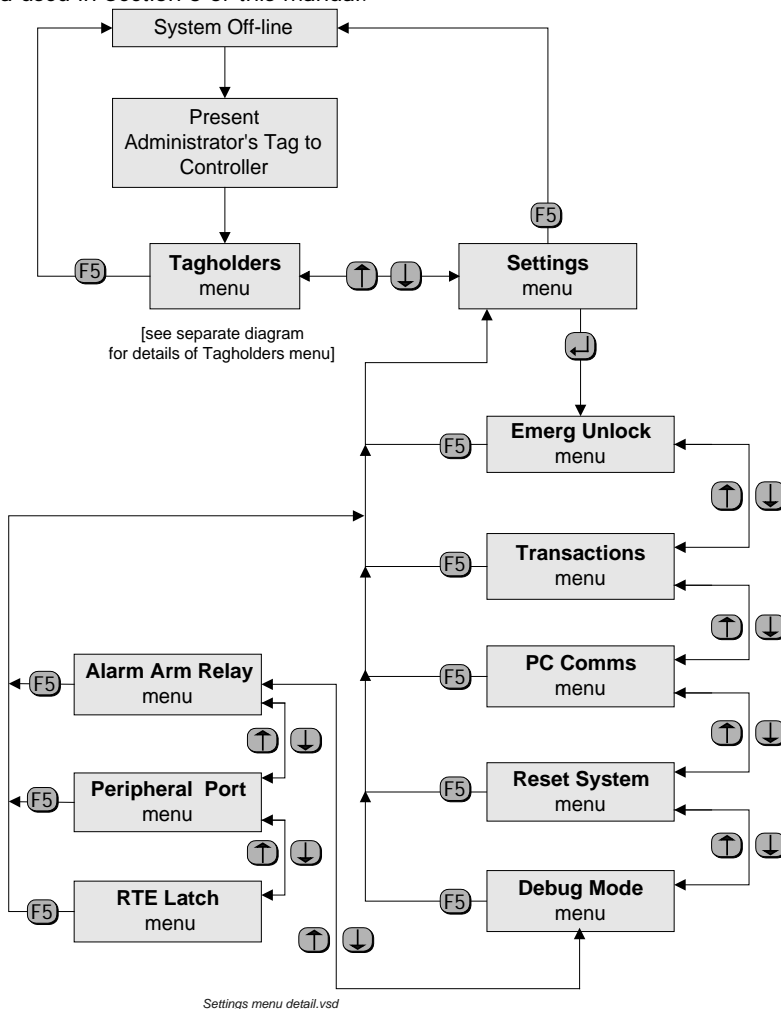 used in section 3 of this manual.
System Off-line
Present
Administrator's Tag to
Controller
F5
F5
Tagholders
menu
↑ ↓
Settings
menu
[see separate diagram
for details of Tagholders menu]
↵
F5
Emerg Unlock
menu
↑ ↓
F5
Transactions
menu
↑ ↓
F5
Alarm Arm Relay
menu
F5
PC Comms
menu
↑ ↓
↑ ↓
F5
Peripheral Port
menu
F5
Reset System
menu
↑ ↓
↑ ↓
F5
RTE Latch
menu
F5
Debug Mode
menu
↑ ↓
Settings menu detail.vsd